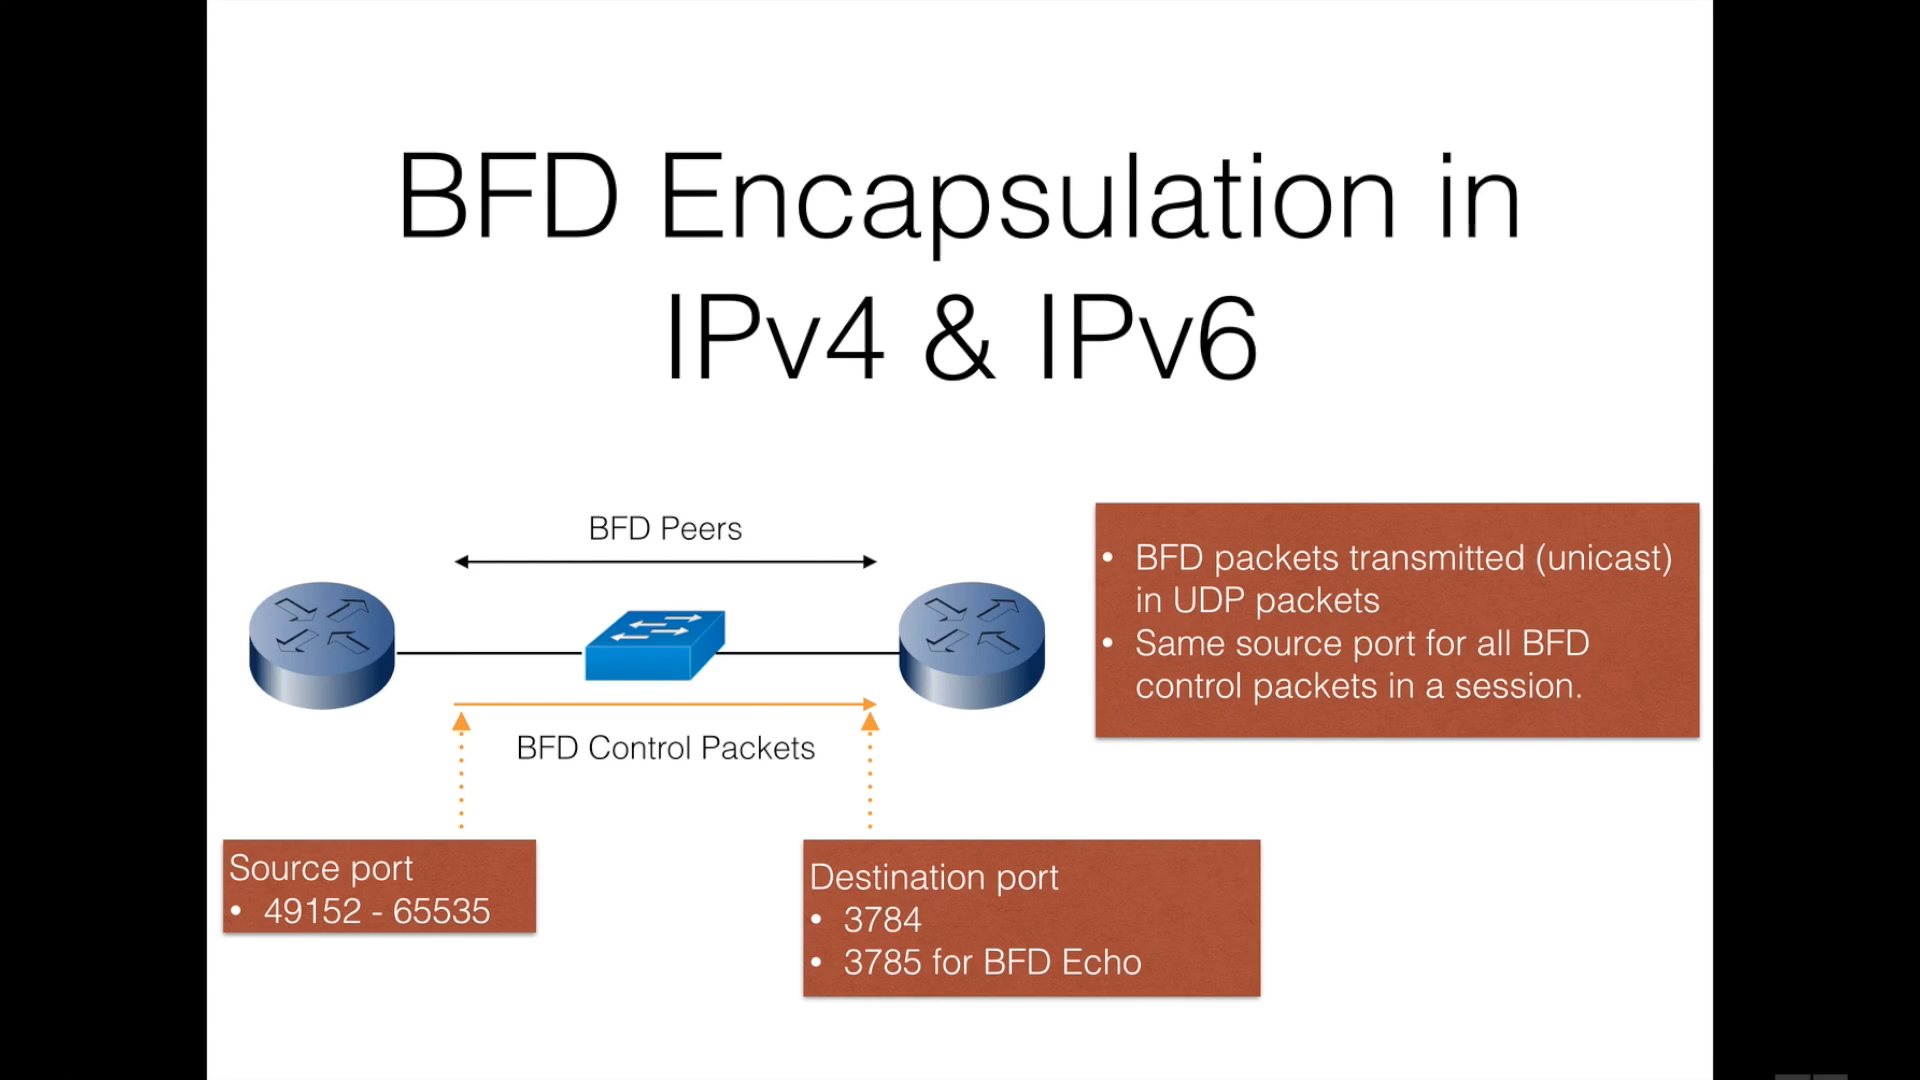 BFD Encapsulation in
IPv4 & IPv6
BFD Peers
BFD Control Packets
• BFD packets transmitted (unicast)
in UDP packets
• Same source port for all BFD
control packets in a session.
Source port
• 49152 - 65535
Destination port
• 3784
• 3785 for BFD Echo